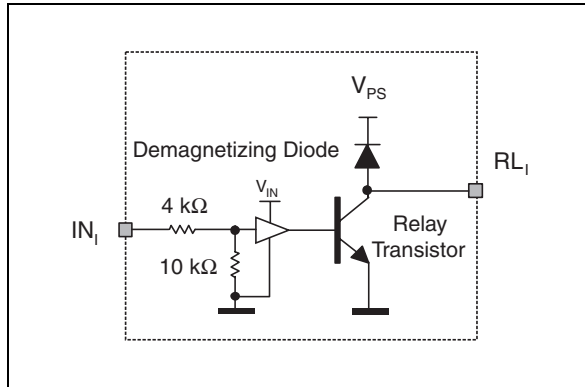 V_PS
Demagnetizing Diode
RL_I
V_IN
4 kΩ
IN_I
Relay
Transistor
10 kΩ